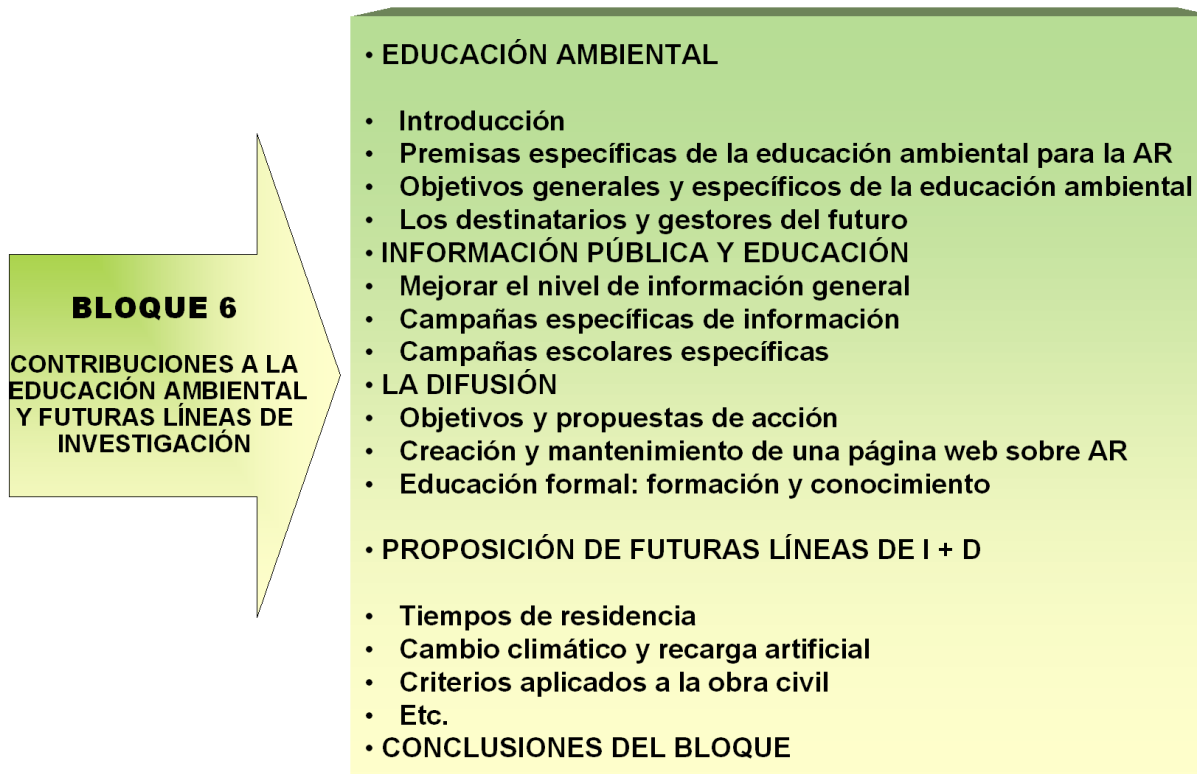 BLOQUE 6
CONTRIBUCIONES A LA
EDUCACIÓN AMBIENTAL
Y FUTURAS LÍNEAS DE
INVESTIGACIÓN
• EDUCACIÓN AMBIENTAL
• Introducción
• Premisas específicas de la educación ambiental para la AR
• Objetivos generales y específicos de la educación ambiental
• Los destinatarios y gestores del futuro
• INFORMACIÓN PÚBLICA Y EDUCACIÓN
• Mejorar el nivel de información general
• Campañas específicas de información
• Campañas escolares específicas
• LA DIFUSIÓN
• Objetivos y propuestas de acción
• Creación y mantenimiento de una página web sobre AR
• Educación formal: formación y conocimiento
• PROPOSICIÓN DE FUTURAS LÍNEAS DE I + D
• Tiempos de residencia
• Cambio climático y recarga artificial
• Criterios aplicados a la obra civil
• Etc.
• CONCLUSIONES DEL BLOQUE